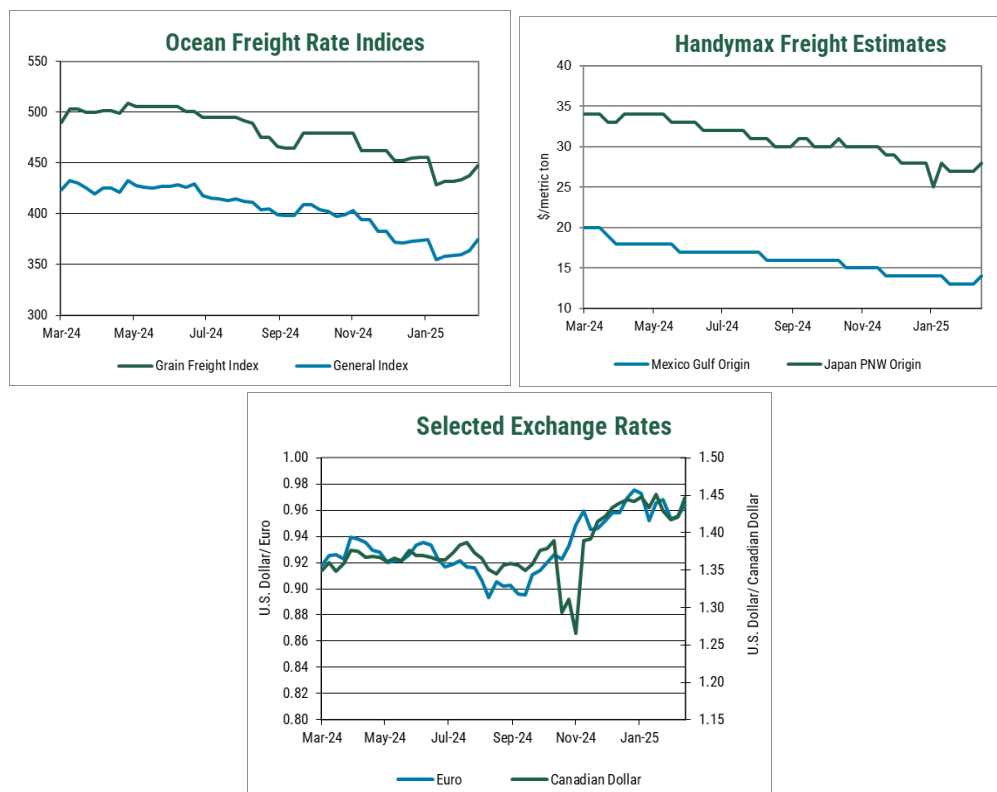 Ocean Freight Rate Indices
550
500
450
400
350
300
Mar-24 May-24 Jul-24 Sep-24 Nov-24 Jan-25
Grain Freight Index General Index
Handymax Freight Estimates
40
35
30
25
20
15
10
$/metric ton
Mar-24 May-24 Jul-24 Sep-24 Nov-24 Jan-25
Mexico Gulf Origin Japan PNW Origin
Selected Exchange Rates
1.00
0.98
0.96
0.94
0.92
0.90
0.88
0.86
0.84
0.82
0.80
U.S. Dollar/ Euro
1.50
1.45
1.40
1.35
1.30
1.25
1.20
1.15
U.S. Dollar/ Canadian Dollar
Mar-24 May-24 Jul-24 Sep-24 Nov-24 Jan-25
Euro Canadian Dollar